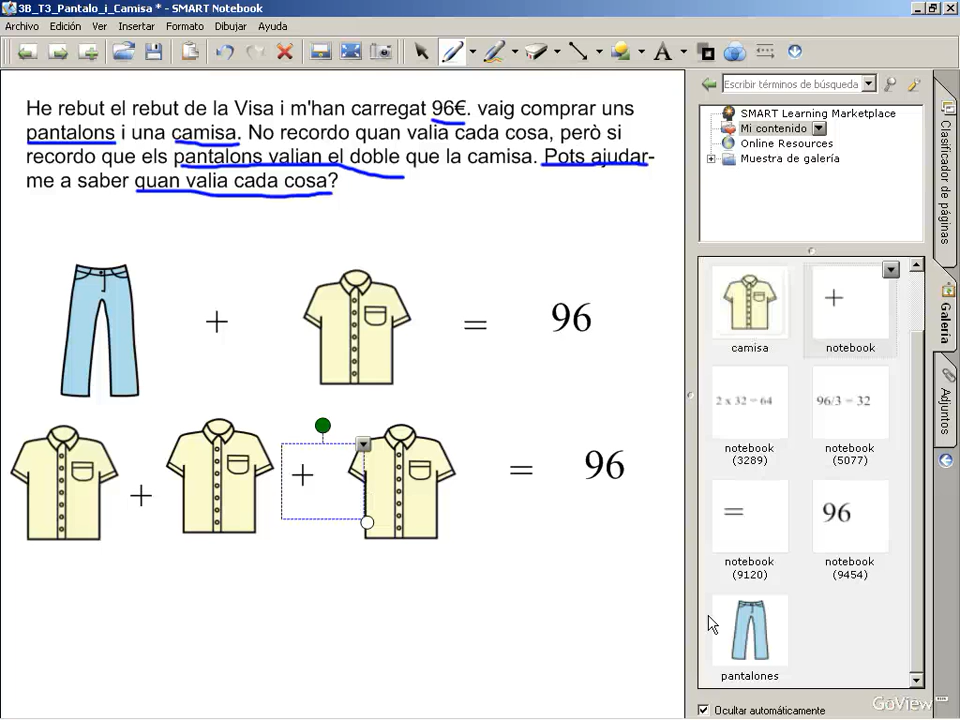 3B_T3_Pantalo_i_Camisa * - SMART Notebook
Archivo Edición Ver Insertar Formato Dibujar Ayuda
He rebut el rebut de la Visa i m'han carregat 96€. vaig comprar uns
pantalons i una camisa. No recordo quan valia cada cosa, però si
recordo que els pantalons valian el doble que la camisa. Pots ajudar-
me a saber quan valia cada cosa?
+ = 96
+ + = 96
Escribir términos de búsqueda
SMART Learning Marketplace
Mi contenido
Online Resources
Muestra de galería
+
camisa notebook
2 x 32 = 64 96/3 = 32
notebook (3289) notebook (5077)
= 96
notebook (9120) notebook (9454)
pantalones
Ocultar automáticamente
GoView
Clasificador de páginas
Galería
Adjuntos